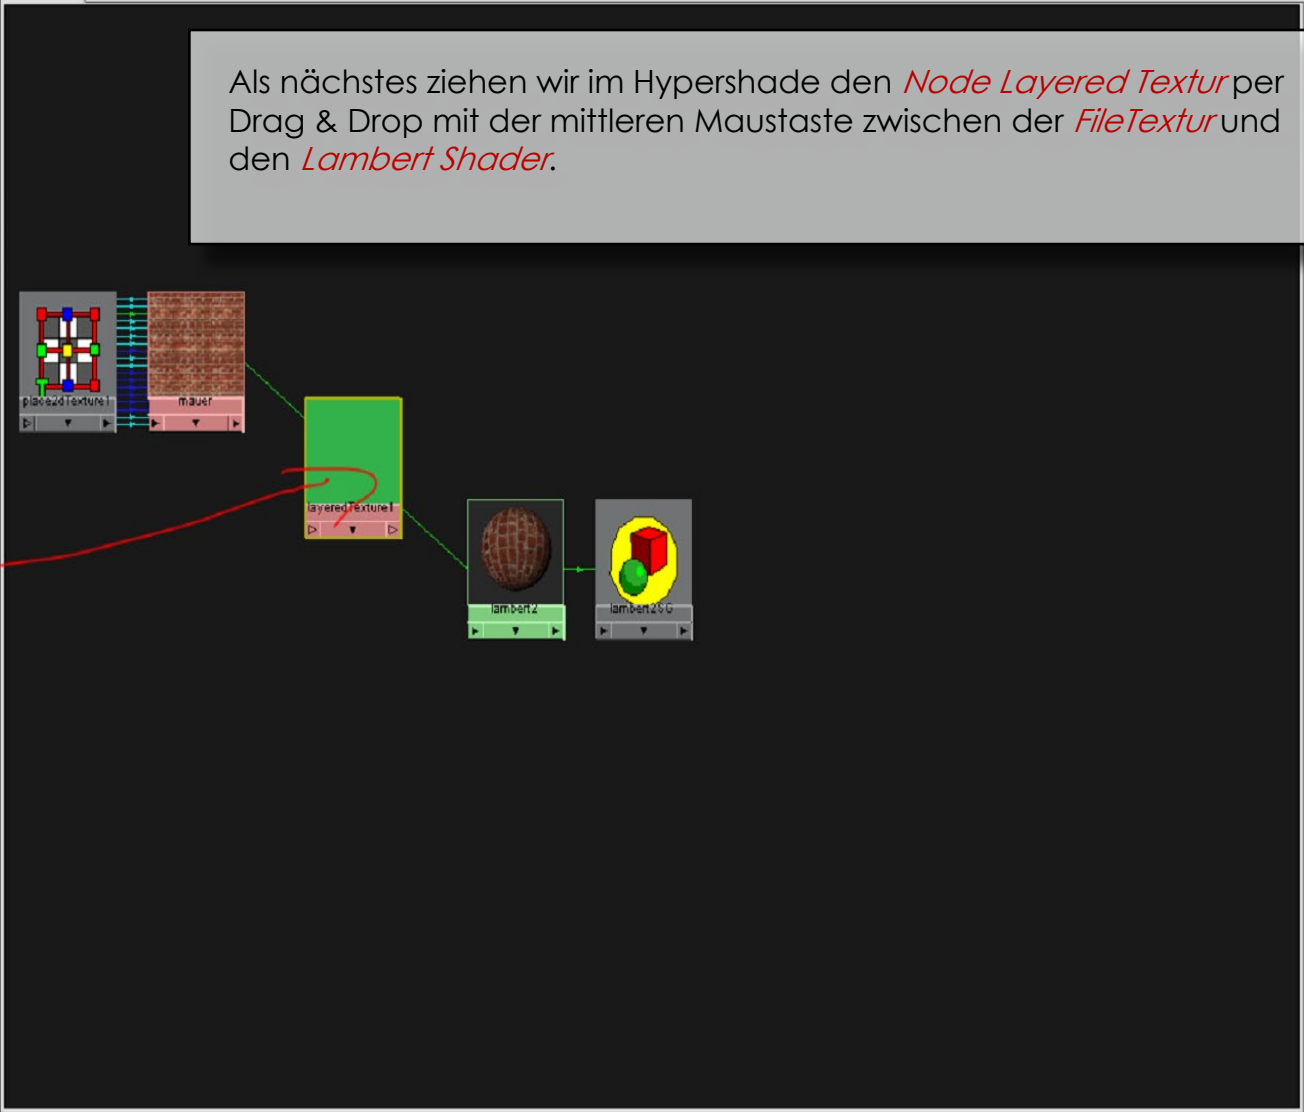 Als nächstes ziehen wir im Hypershade den Node Layered Textur per
Drag & Drop mit der mittleren Maustaste zwischen der FileTextur und
den Lambert Shader.
place2dTexture1
mauer
layeredTexture1
lambert2
lambert2SG